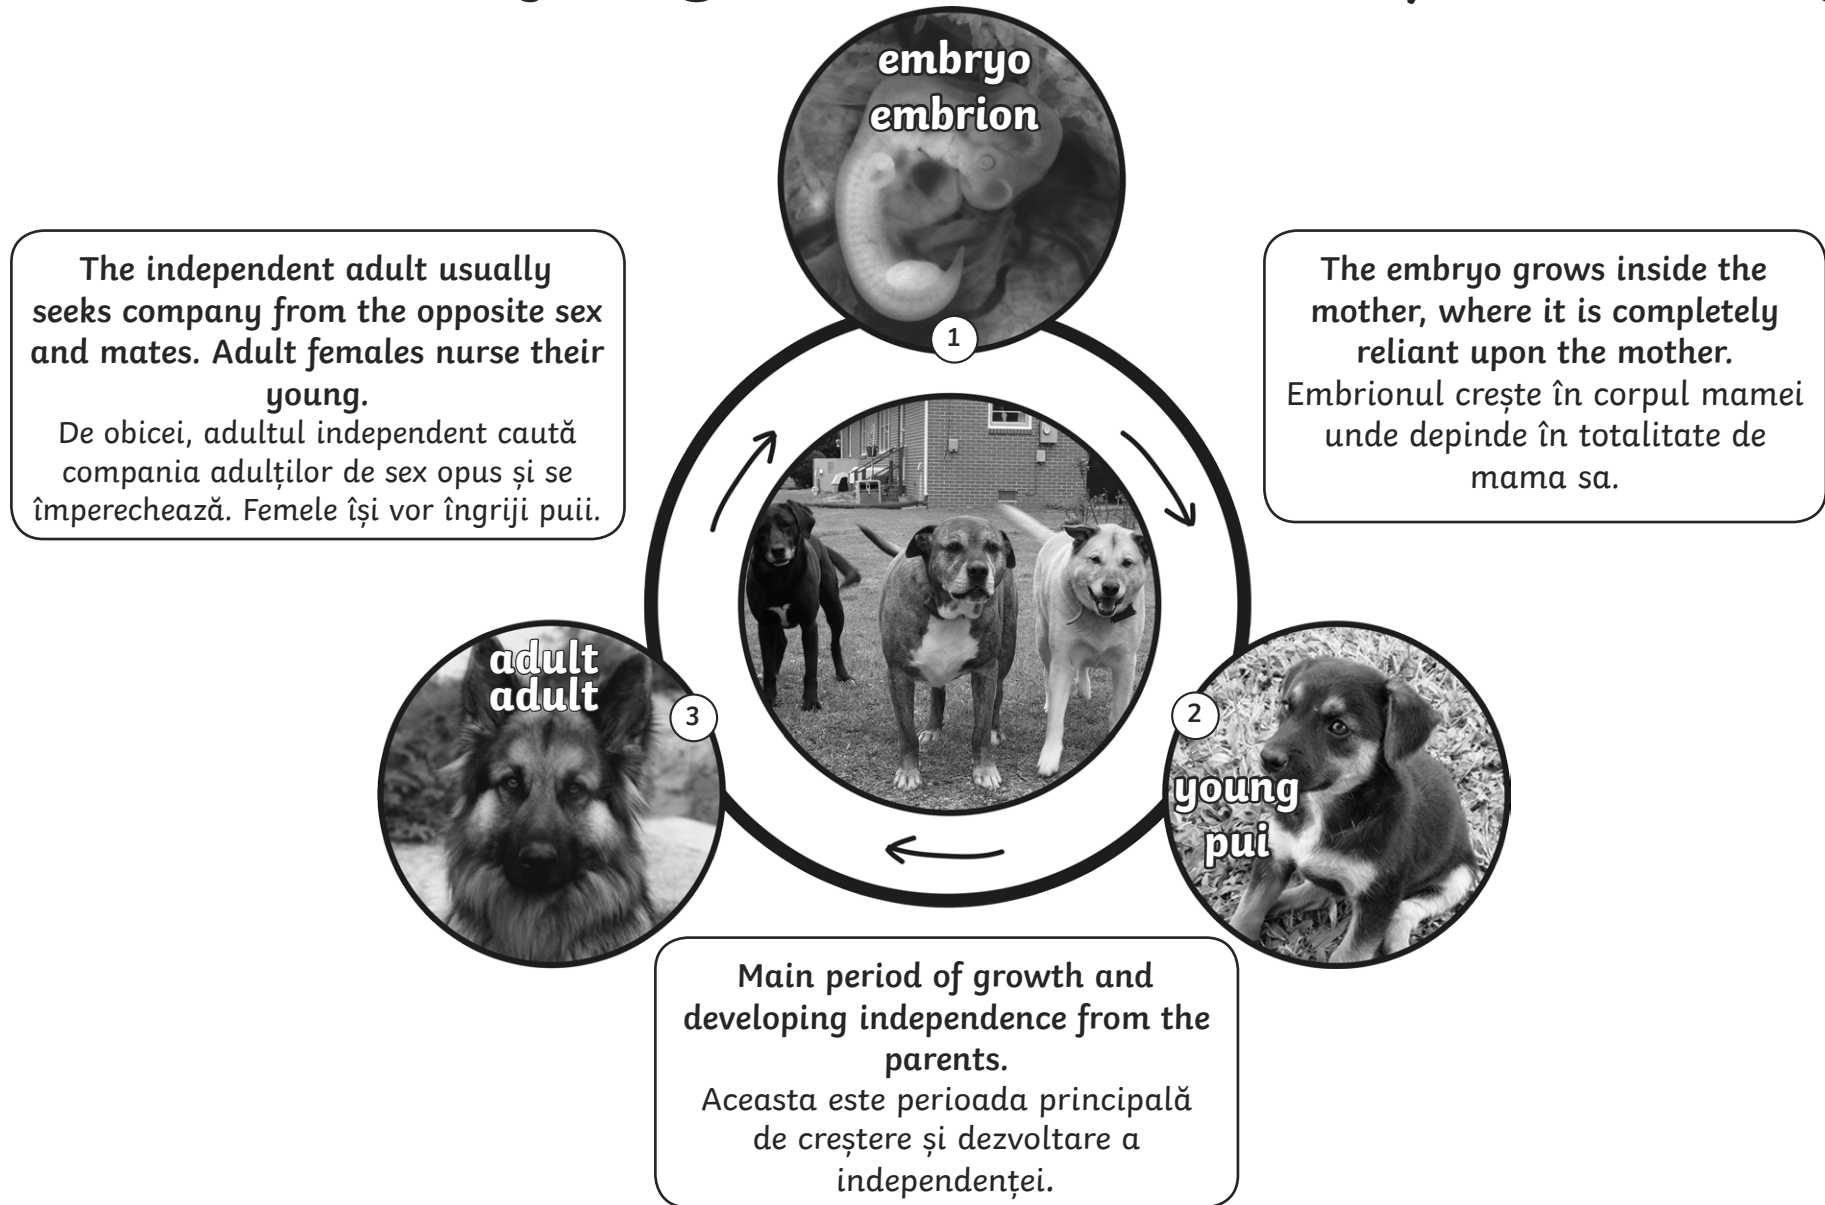 embryo
embrion
1
The independent adult usually
seeks company from the opposite sex
and mates. Adult females nurse their
young.
De obicei, adultul independent caută
compania adulților de sex opus și se
împerechează. Femele își vor îngriji puii.
The embryo grows inside the
mother, where it is completely
reliant upon the mother.
Embrionul crește în corpul mamei
unde depinde în totalitate de
mama sa.
adult
adult
3
2
young
pui
Main period of growth and
developing independence from the
parents.
Aceasta este perioada principală
de creștere și dezvoltare a
independenței.